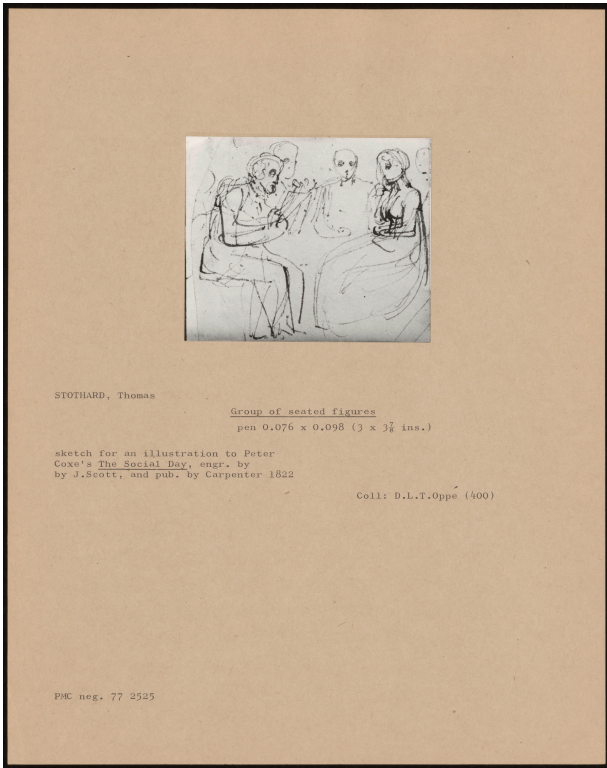 STOTHARD, Thomas
Group of seated figures
pen 0.076 x 0.098 (3 x 3⅞ ins.)
sketch for an illustration to Peter
Coxe's The Social Day, engr. by
by J.Scott, and pub. by Carpenter 1822
Coll: D.L.T.Oppé (400)
PMC neg. 77 2525